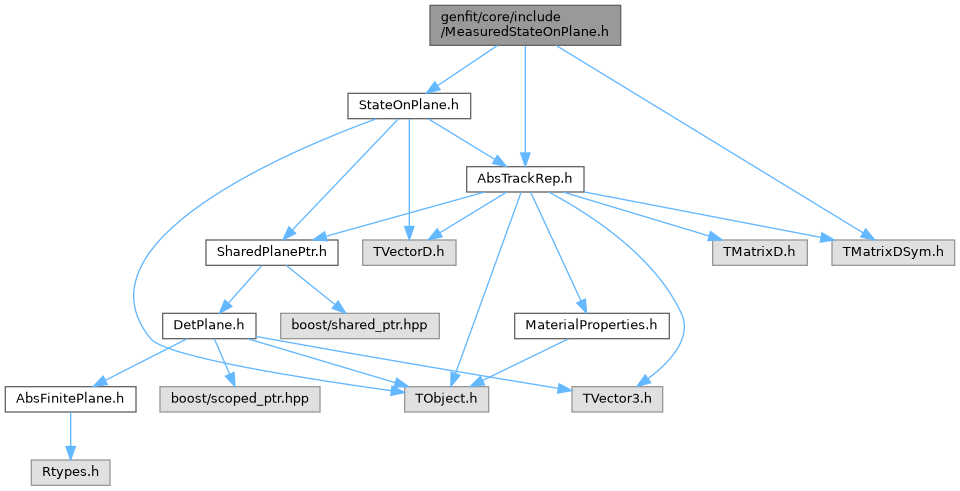 genfit/core/include
/MeasuredStateOnPlane.h
StateOnPlane.h
AbsTrackRep.h
SharedPlanePtr.h
TVectorD.h
TMatrixD.h
TMatrixDSym.h
DetPlane.h
boost/shared_ptr.hpp
MaterialProperties.h
AbsFinitePlane.h
boost/scoped_ptr.hpp
TObject.h
TVector3.h
Rtypes.h